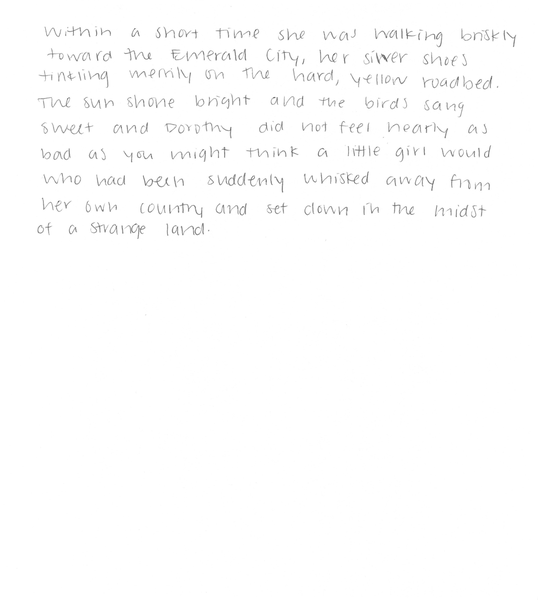 Within a short time she was walking briskly
toward the Emerald City, her silver shoes
tinkling merrily on the hard, yellow roadbed.
The sun shone bright and the birds sang
sweet and Dorothy did not feel nearly as
bad as you might think a little girl would
who had been suddenly whisked away from
her own country and set down in the midst
of a strange land.